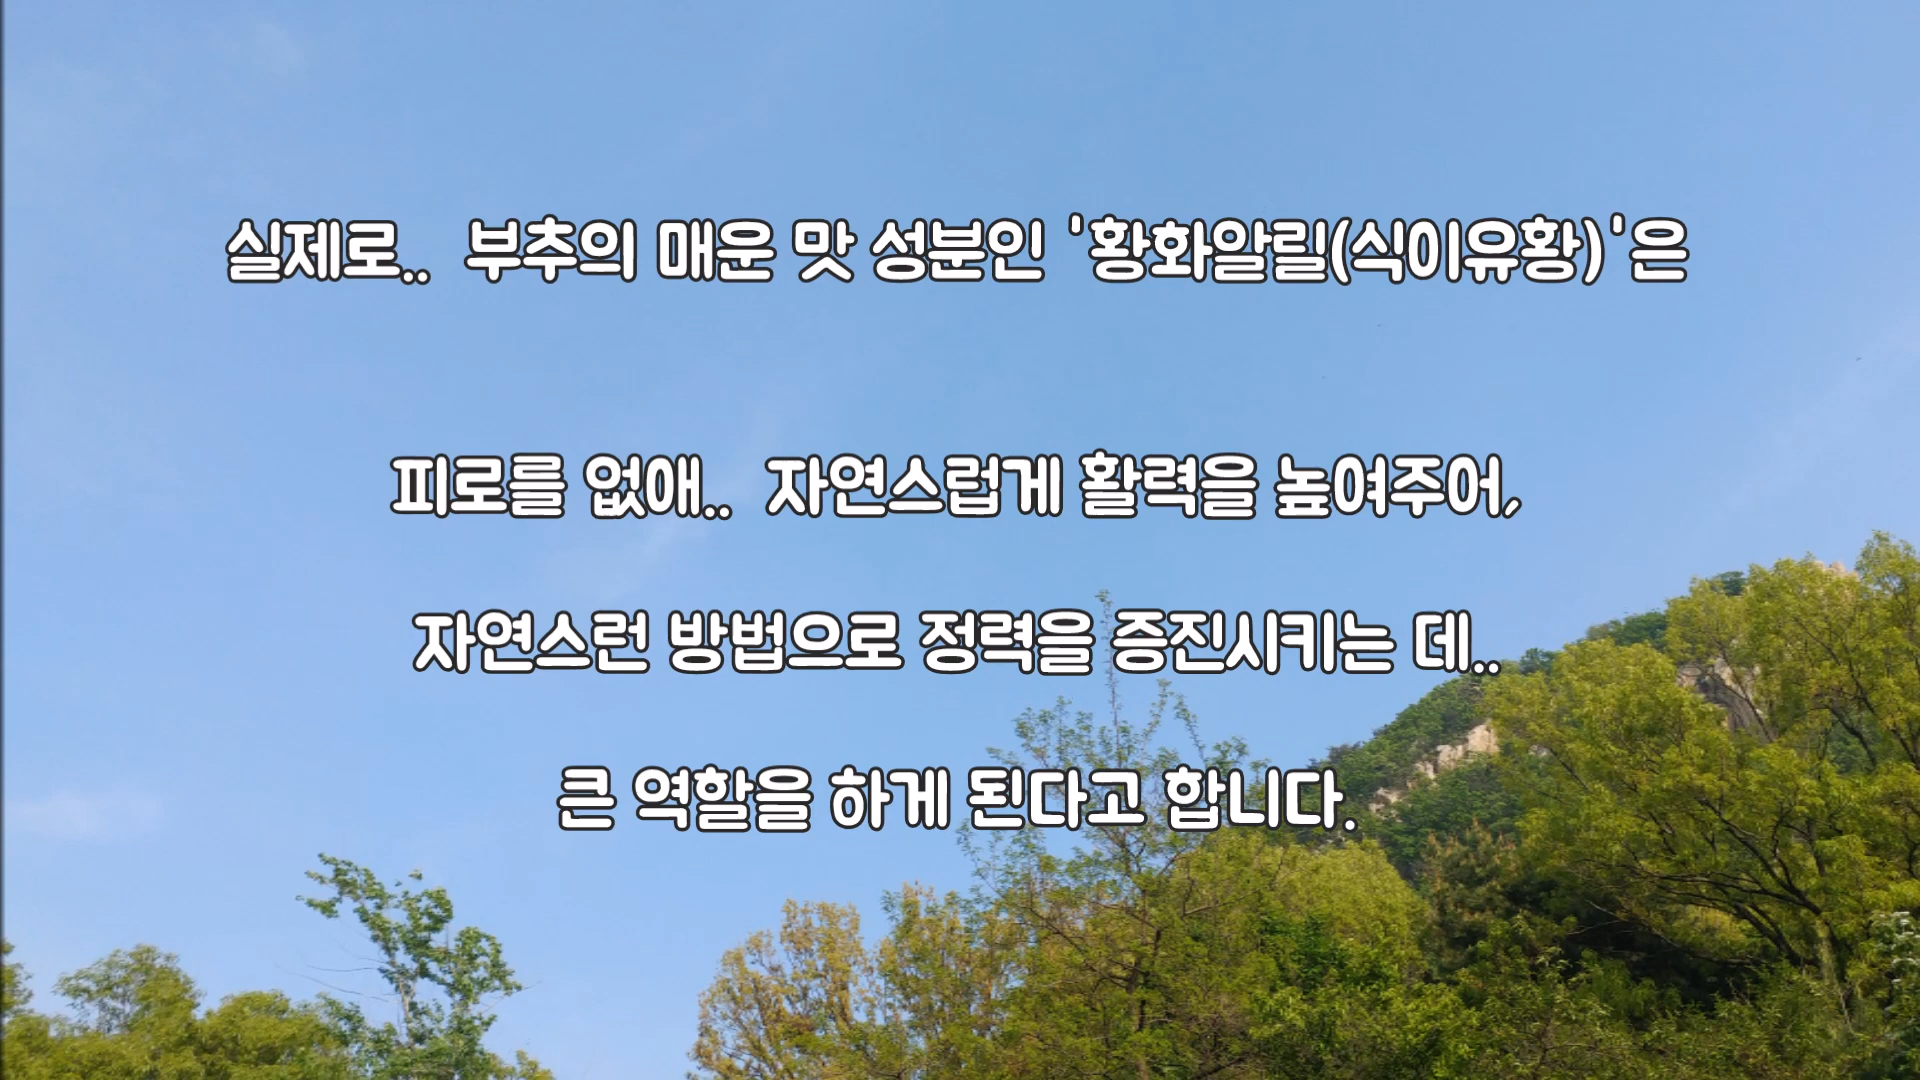 실제로.. 부추의 매운 맛 성분인 '황화알릴(식이유황)'은
피로를 없애.. 자연스럽게 활력을 높여주어,
자연스런 방법으로 정력을 증진시키는 데..
큰 역할을 하게 된다고 합니다.